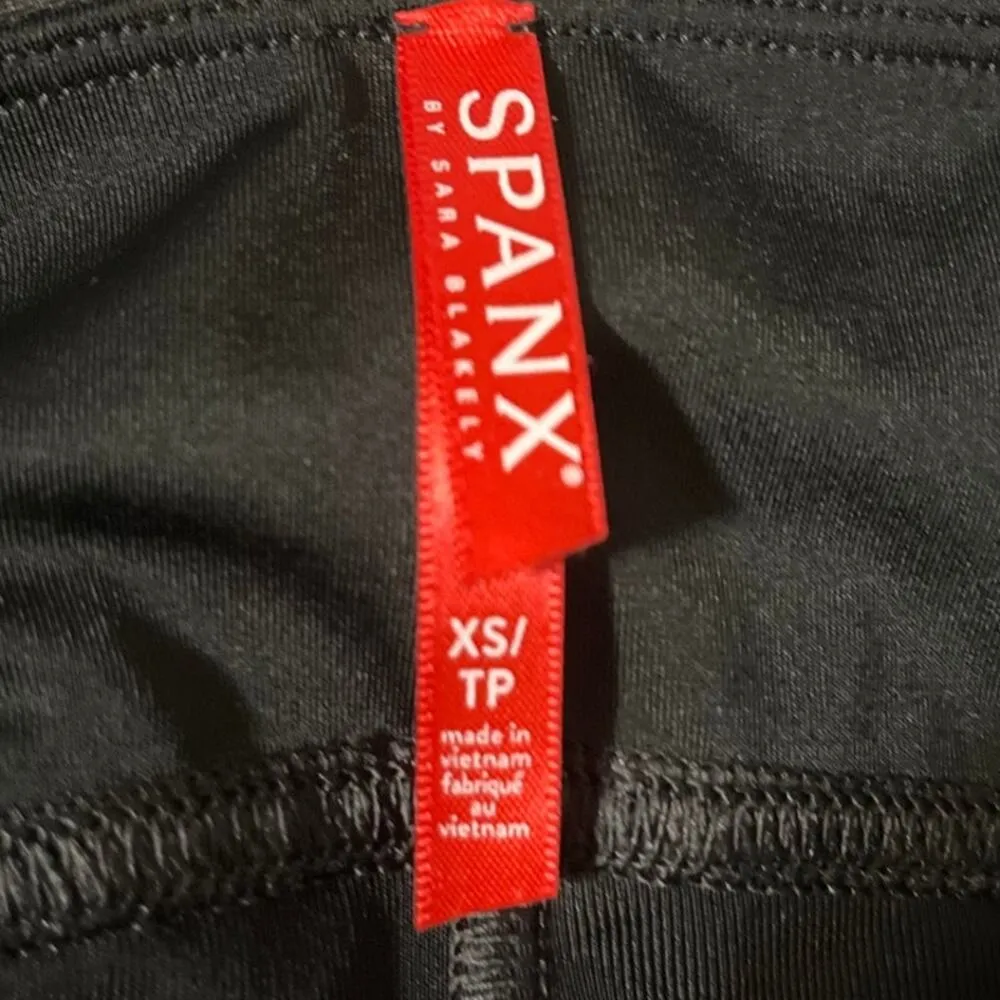 SPANX®
BY SARA BLAKELY
XS/
TP
made in
vietnam
fabriqué
au
vietnam